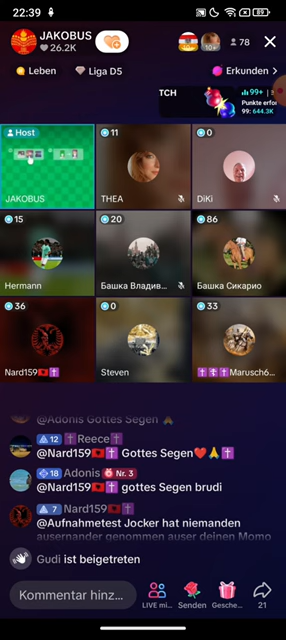 22:39
89
JAKOBUS
26.2K
10+
78
Leben
Liga D5
Erkunden >
TCH
99+
Punkte erfor
99: 644.3K
Host
JAKOBUS
11
THEA
0
DiKi
15
Hermann
20
Башка Владив...
86
Башка Сикарио
36
Nard159🇦🇱✝️
0
Steven
33
✝️✝️✝️Marusch6...
@Adonis Gottes Segen 🙏
12 ✝️Reece✝️
@Nard159🇦🇱✝️ Gottes Segen❤️🙏✝️
18 Adonis Nr. 3
@Nard159🇦🇱✝️ gottes Segen brudi
7 Nard159🇦🇱✝️
@Aufnahmetest Jocker hat niemanden
ausernander genommen auser deinen Momo
Gudi ist beigetreten
Kommentar hinz...
LIVE mi...
Senden
Gesche...
21